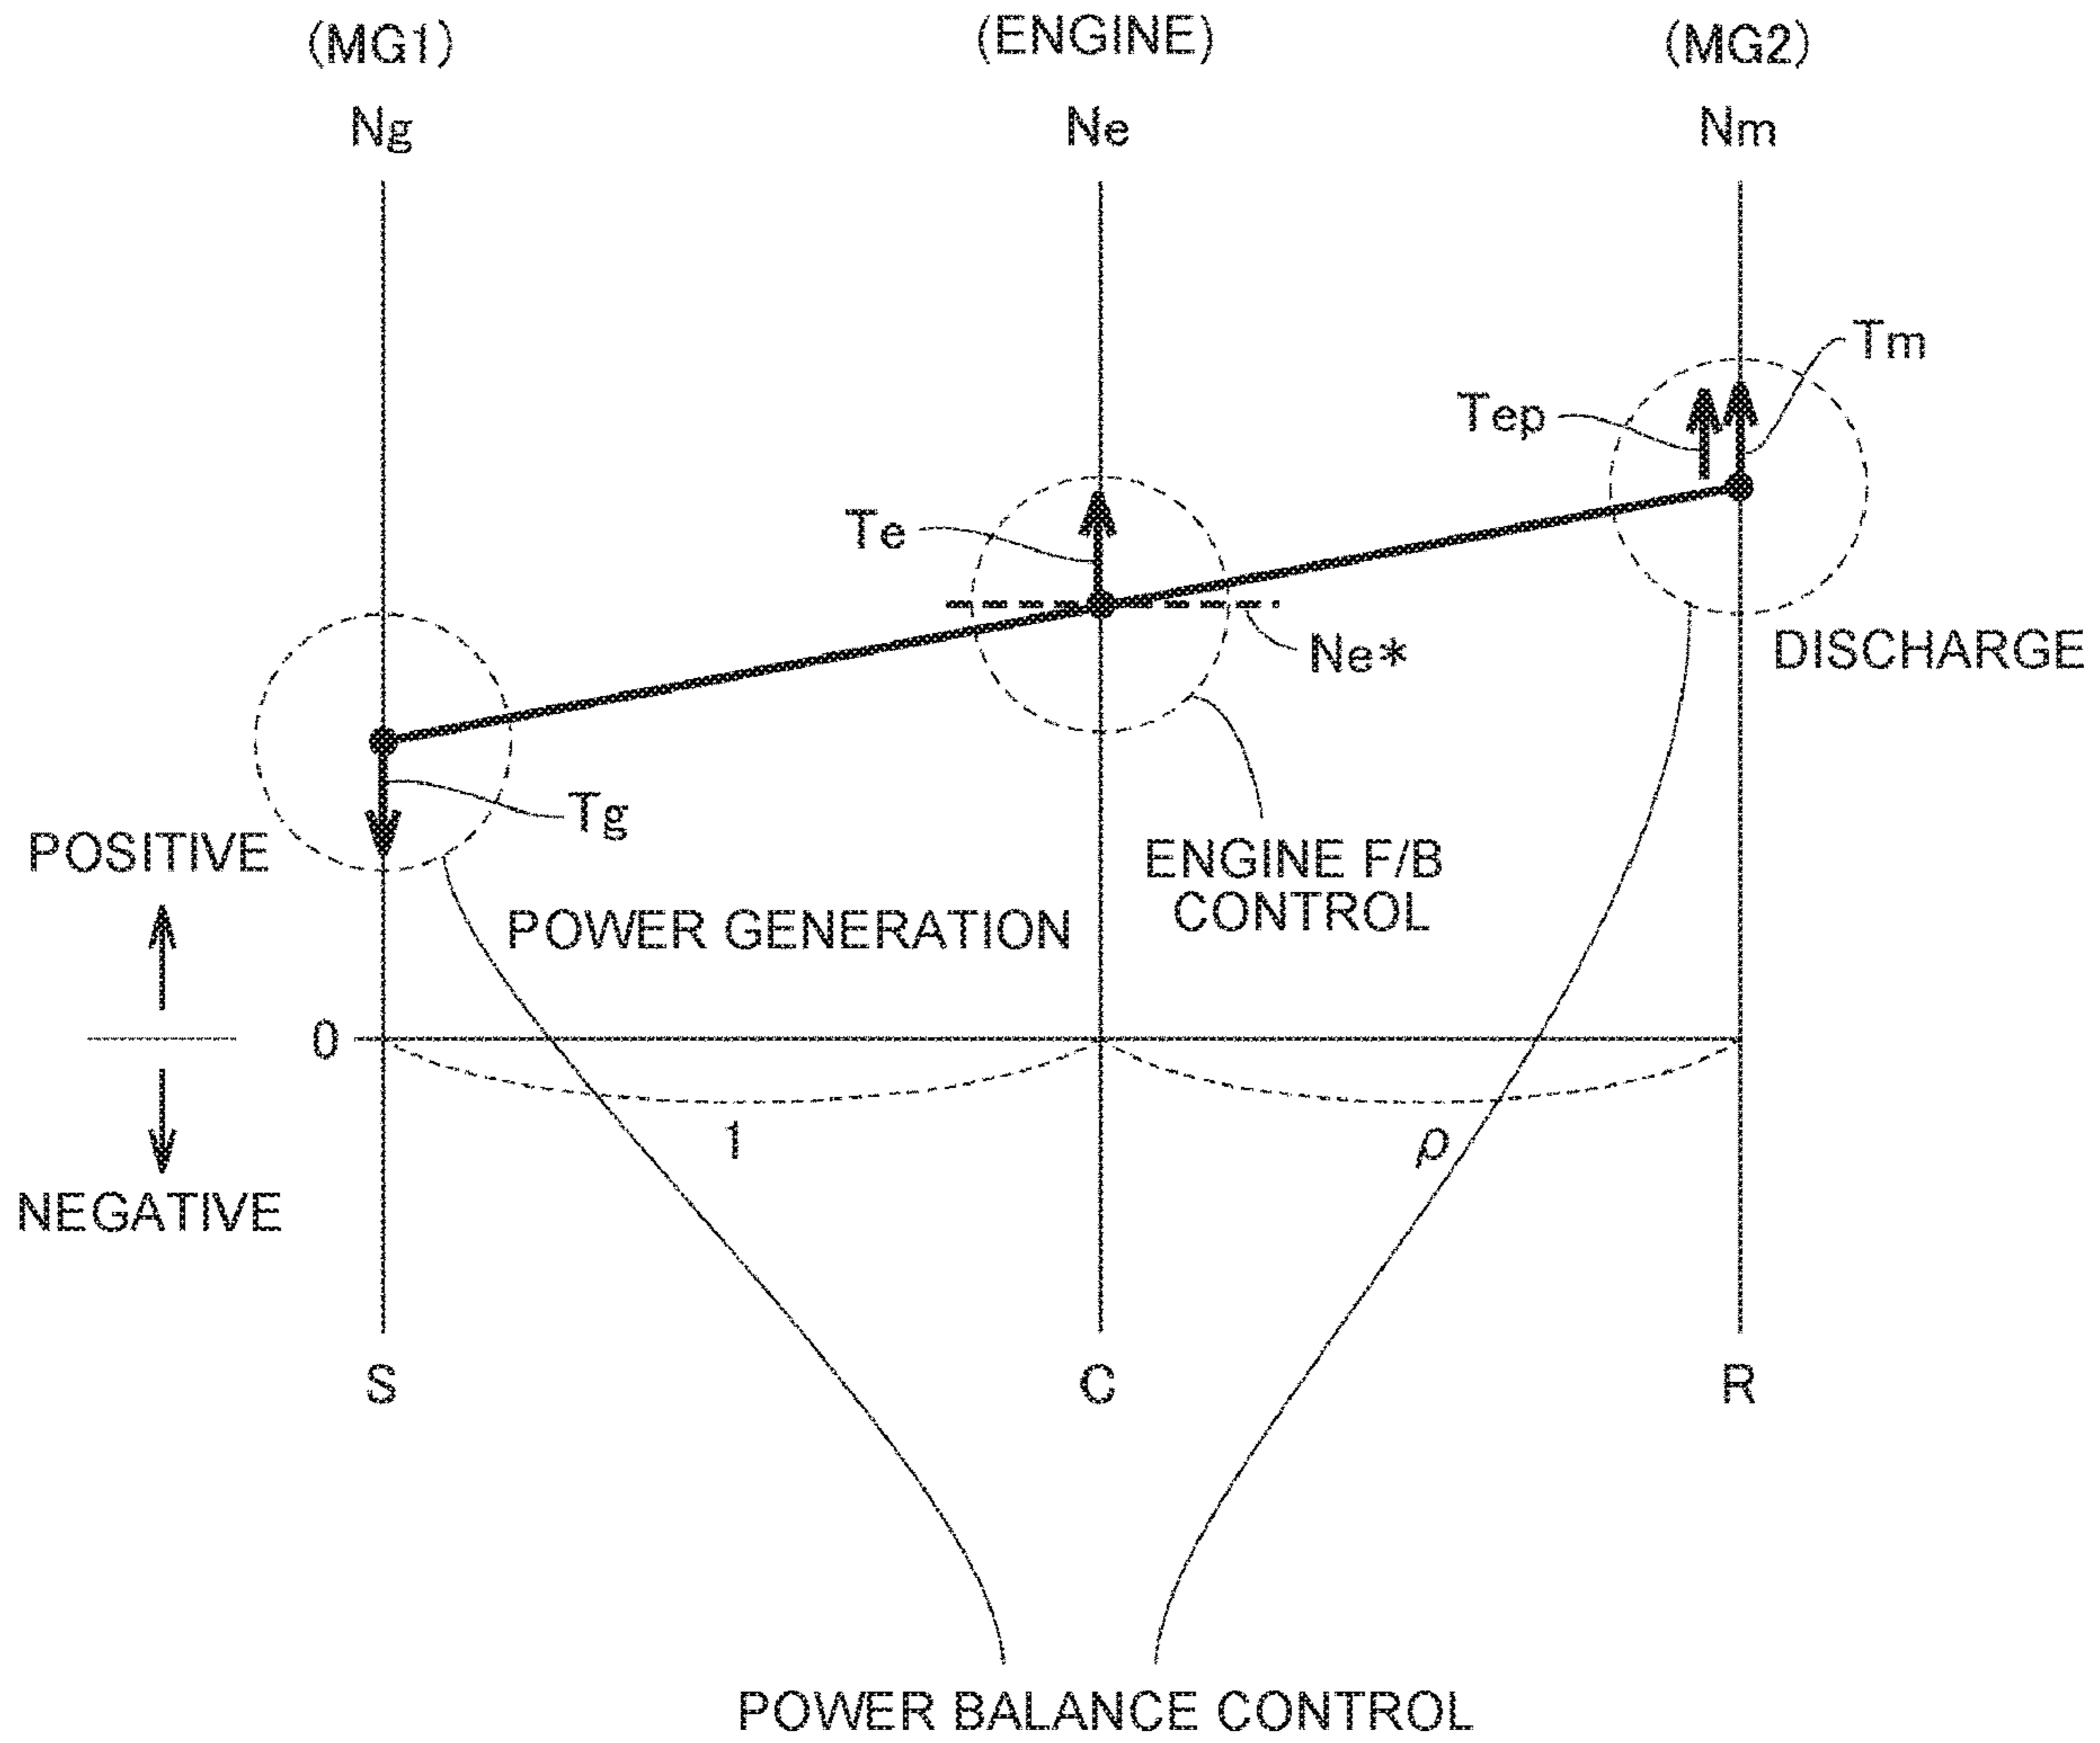 (MG1)
(ENGINE)
(MG2)
Ng
Ne
Nm
Tm
Tep
Te
Ne*
DISCHARGE
Tg
POSITIVE
ENGINE F/B
CONTROL
POWER GENERATION
0
1
ρ
NEGATIVE
S
C
R
POWER BALANCE CONTROL